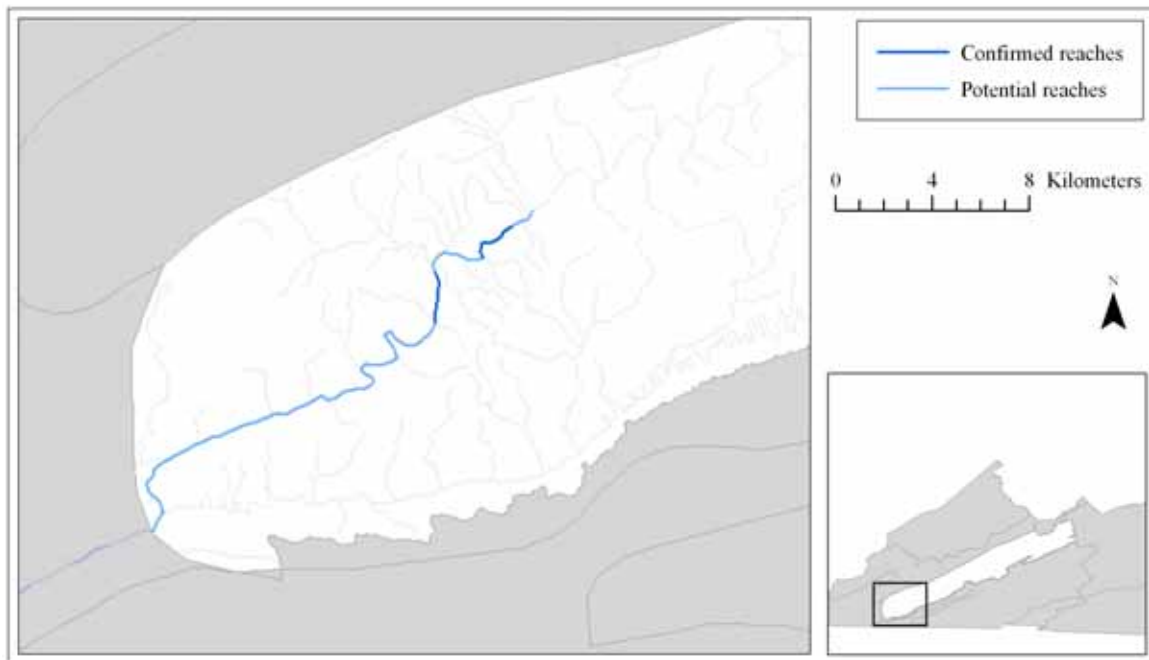 Confirmed reaches
Potential reaches
0 4 8 Kilometers
N